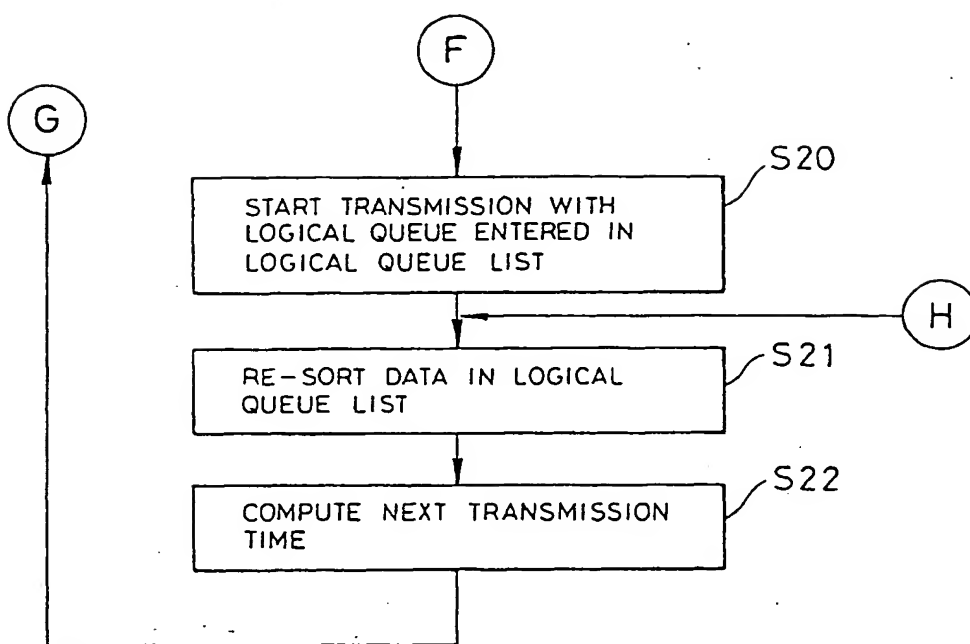 F
G
S20
START TRANSMISSION WITH
LOGICAL QUEUE ENTERED IN
LOGICAL QUEUE LIST
H
S21
RE-SORT DATA IN LOGICAL
QUEUE LIST
S22
COMPUTE NEXT TRANSMISSION
TIME